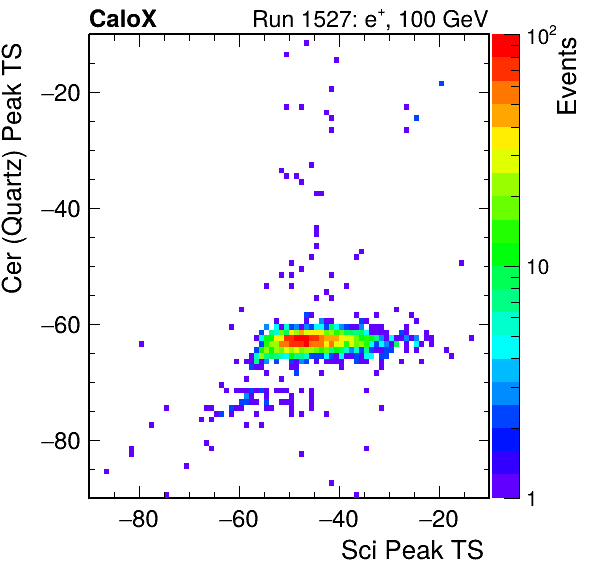 CaloX Run 1527: e⁺, 100 GeV
Cer (Quartz) Peak TS
−20
−40
−60
−80
−80 −60 −40 −20
Sci Peak TS
10²
10
1
Events